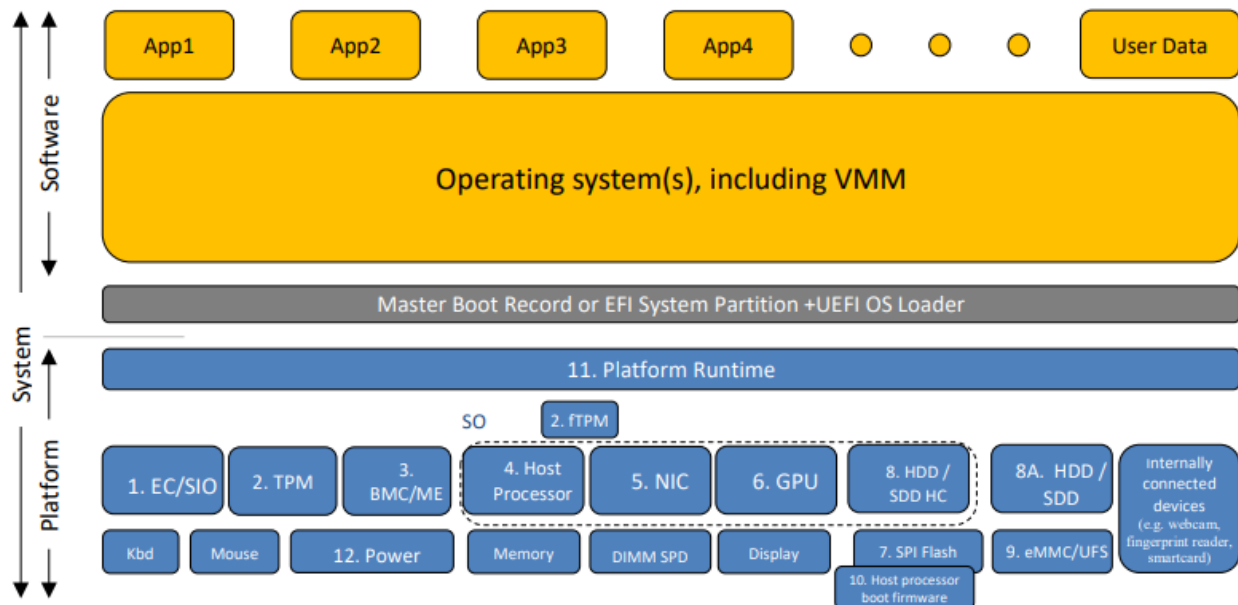 App1
App2
App3
App4
User Data
Software
Operating system(s), including VMM
Master Boot Record or EFI System Partition +UEFI OS Loader
System
11. Platform Runtime
SO
2. fTPM
Platform
1. EC/SIO
2. TPM
3.
BMC/ME
4. Host
Processor
5. NIC
6. GPU
8. HDD /
SDD HC
8A. HDD /
SDD
Internally
connected
devices
(e.g. webcam,
fingerprint reader,
smartcard)
Kbd
Mouse
12. Power
Memory
DIMM SPD
Display
7. SPI Flash
9. eMMC/UFS
10. Host processor
boot firmware